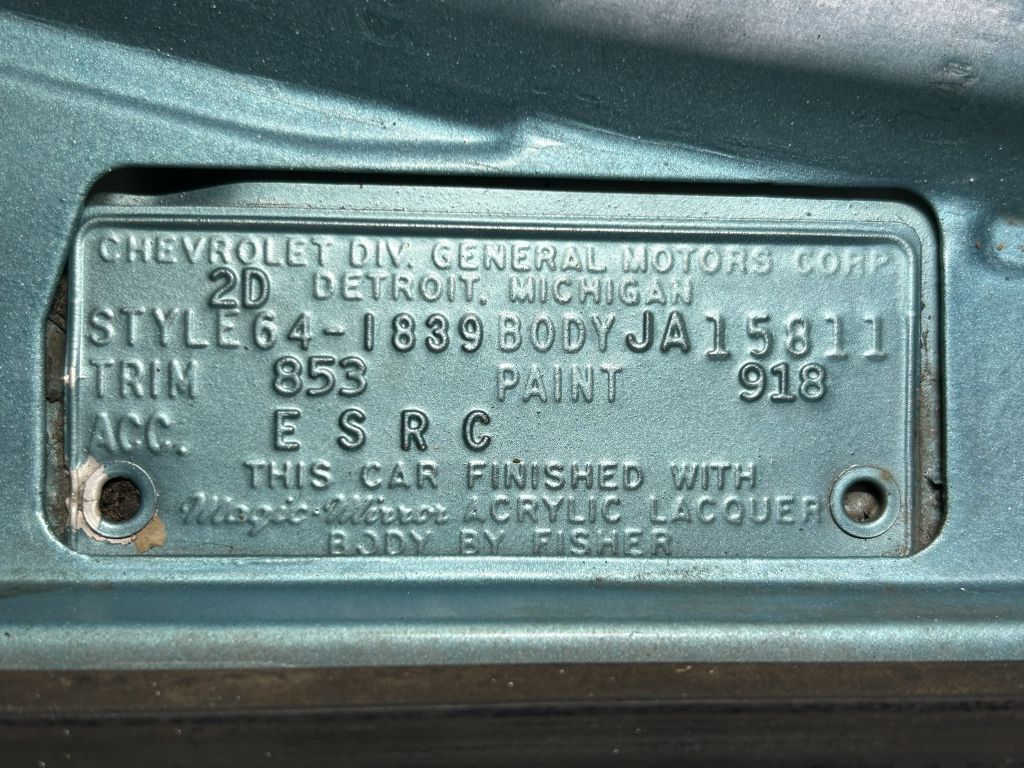 CHEVROLET DIV. GENERAL MOTORS CORP
2D DETROIT, MICHIGAN
STYLE 64-1839 BODY JA 15811
TRIM 853 PAINT 918
ACC. E S R C
THIS CAR FINISHED WITH
Magic-Mirror ACRYLIC LACQUER
BODY BY FISHER